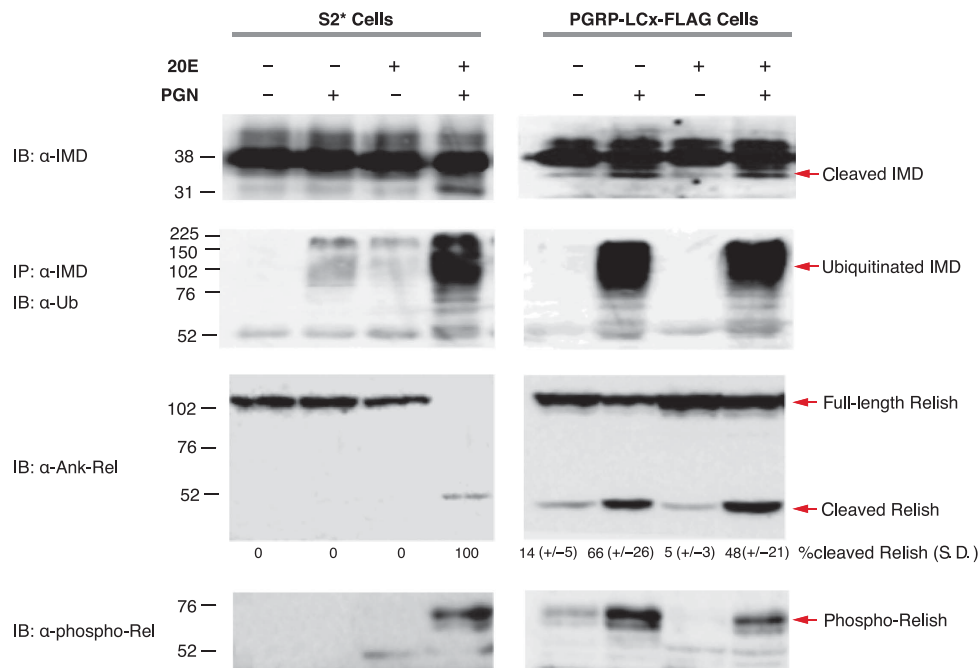 S2* Cells PGRP-LCx-FLAG Cells
20E – – + + – – + +
PGN – + – + – + – +
IB: α-IMD
38
31
Cleaved IMD
IP: α-IMD
IB: α-Ub
225
150
102
76
52
Ubiquitinated IMD
IB: α-Ank-Rel
102
76
52
Full-length Relish
Cleaved Relish
0 0 0 100 14 (+/–5) 66 (+/–26) 5 (+/–3) 48(+/–21) %cleaved Relish (S. D.)
IB: α-phospho-Rel
76
52
Phospho-Relish